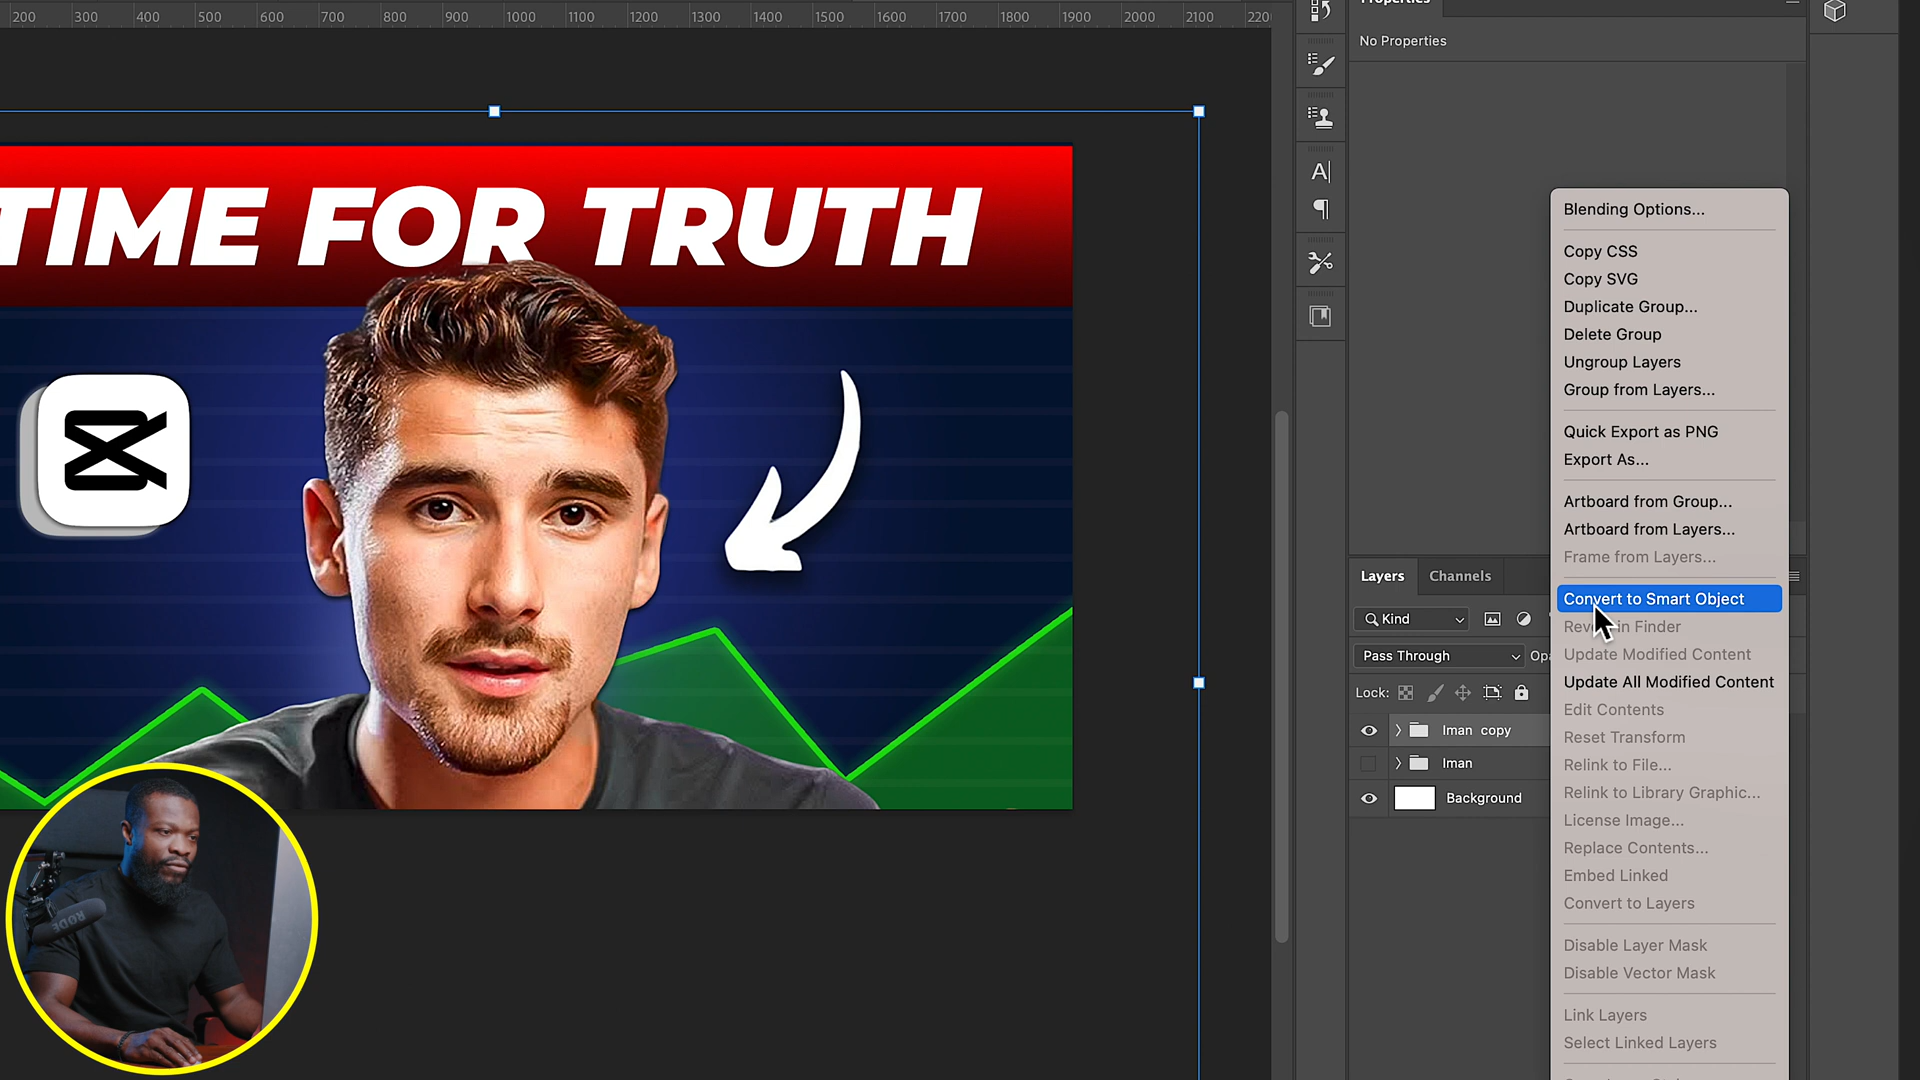 200 300 400 500 600 700 800 900 1000 1100 1200 1300 1400 1500 1600 1700 1800 1900 2000 2100
Properties
No Properties
TIME FOR TRUTH
Blending Options...
Copy CSS
Copy SVG
Duplicate Group...
Delete Group
Ungroup Layers
Group from Layers...
Quick Export as PNG
Export As...
Artboard from Group...
Artboard from Layers...
Frame from Layers...
Convert to Smart Object
Finder
Update Modified Content
Update All Modified Content
Edit Contents
Reset Transform
Relink to File...
Relink to Library Graphic...
License Image...
Replace Contents...
Embed Linked
Convert to Layers
Disable Layer Mask
Disable Vector Mask
Link Layers
Select Linked Layers
Layers Channels
Kind
Pass Through
Lock:
Iman copy
Iman
Background
RODE